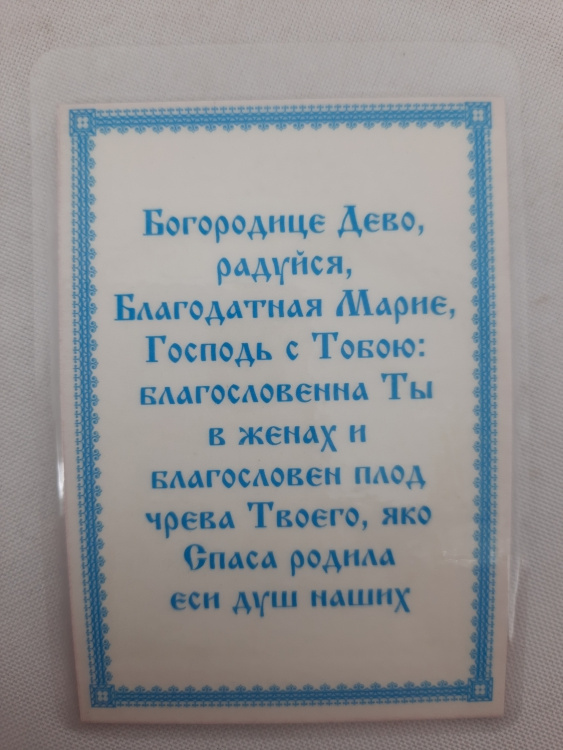 Богородице Дево,
радуйся,
Благодатная Марие,
Господь с Тобою:
благословенна Ты
в женах и
благословен плод
чрева Твоего, яко
Спаса родила
еси душ наших